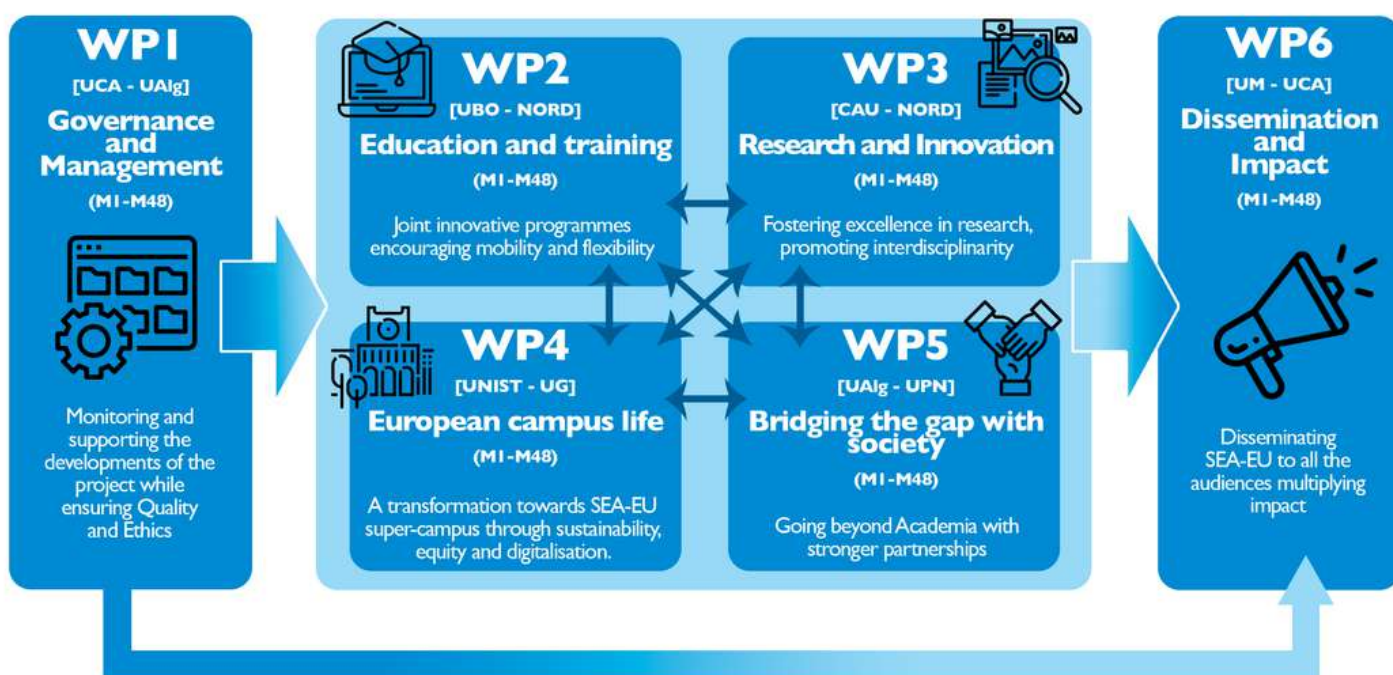 WP1
[UCA - UAlg]
Governance
and
Management
(M1-M48)
Monitoring and
supporting the
developments of the
project while
ensuring Quality
and Ethics
WP2
[UBO - NORD]
Education and training
(M1-M48)
Joint innovative programmes
encouraging mobility and flexibility
WP3
[CAU - NORD]
Research and Innovation
(M1-M48)
Fostering excellence in research,
promoting interdisciplinarity
WP4
[UNIST - UG]
European campus life
(M1-M48)
A transformation towards SEA-EU
super-campus through sustainability,
equity and digitalisation.
WP5
[UAlg - UPN]
Bridging the gap with
society
(M1-M48)
Going beyond Academia with
stronger partnerships
WP6
[UM - UCA]
Dissemination
and
Impact
(M1-M48)
Disseminating
SEA-EU to all the
audiences multiplying
impact